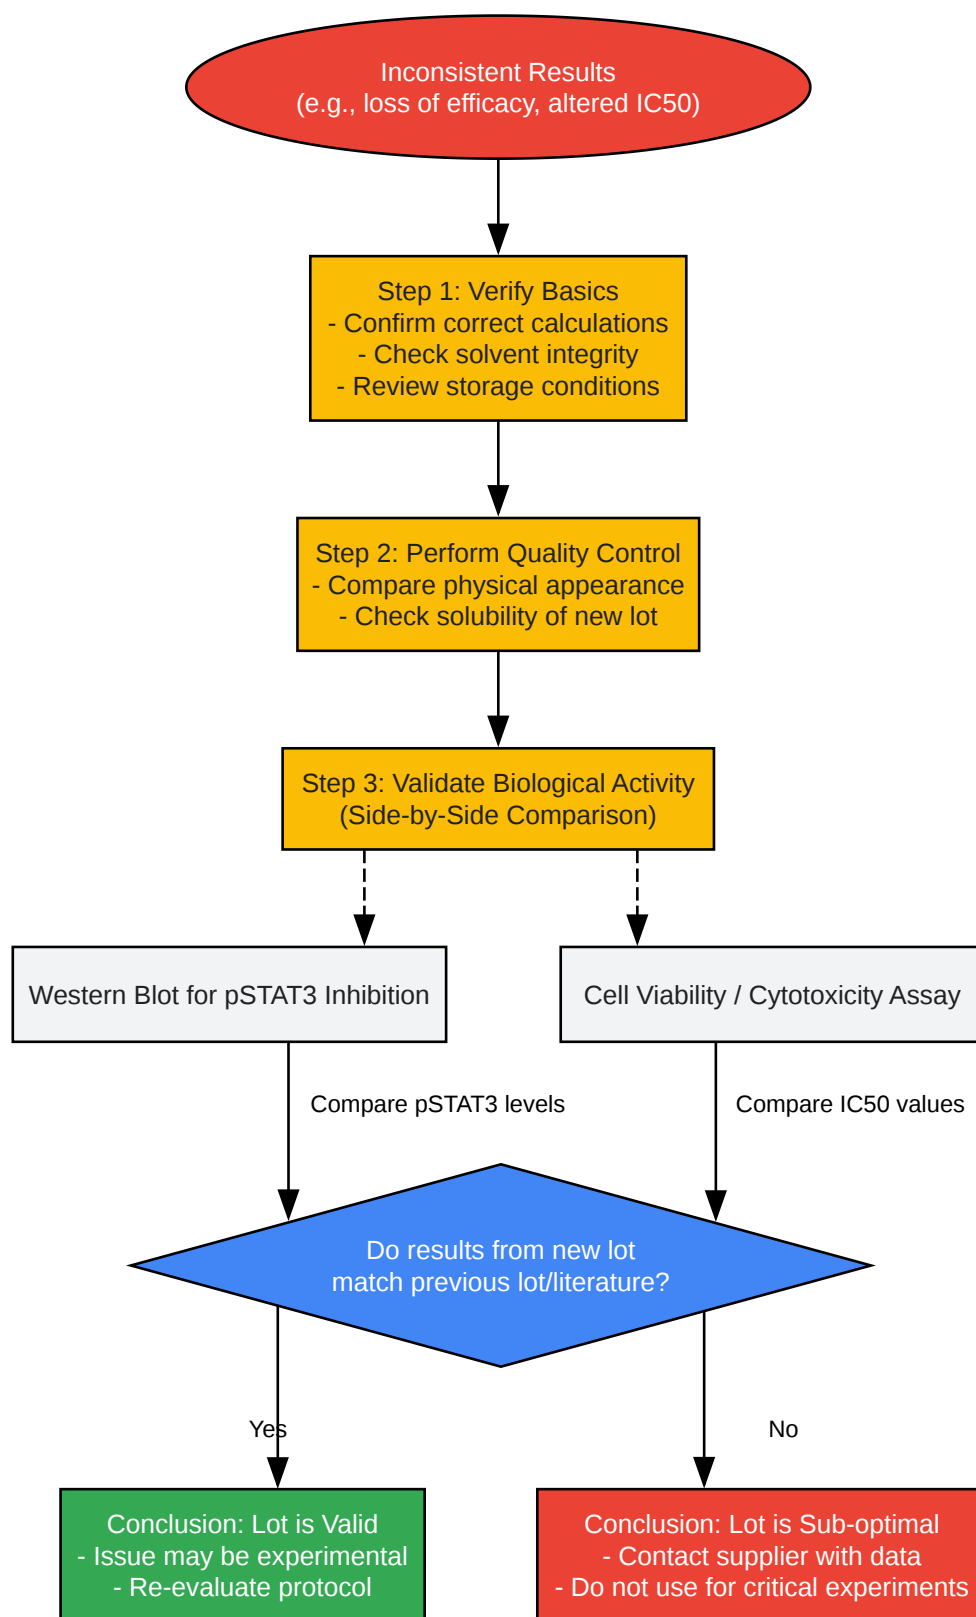 Inconsistent Results
(e.g., loss of efficacy, altered IC50)
Step 1: Verify Basics
- Confirm correct calculations
- Check solvent integrity
- Review storage conditions
Step 2: Perform Quality Control
- Compare physical appearance
- Check solubility of new lot
Step 3: Validate Biological Activity
(Side-by-Side Comparison)
Western Blot for pSTAT3 Inhibition
Cell Viability / Cytotoxicity Assay
Compare pSTAT3 levels
Compare IC50 values
Do results from new lot
match previous lot/literature?
Yes
No
Conclusion: Lot is Valid
- Issue may be experimental
- Re-evaluate protocol
Conclusion: Lot is Sub-optimal
- Contact supplier with data
- Do not use for critical experiments